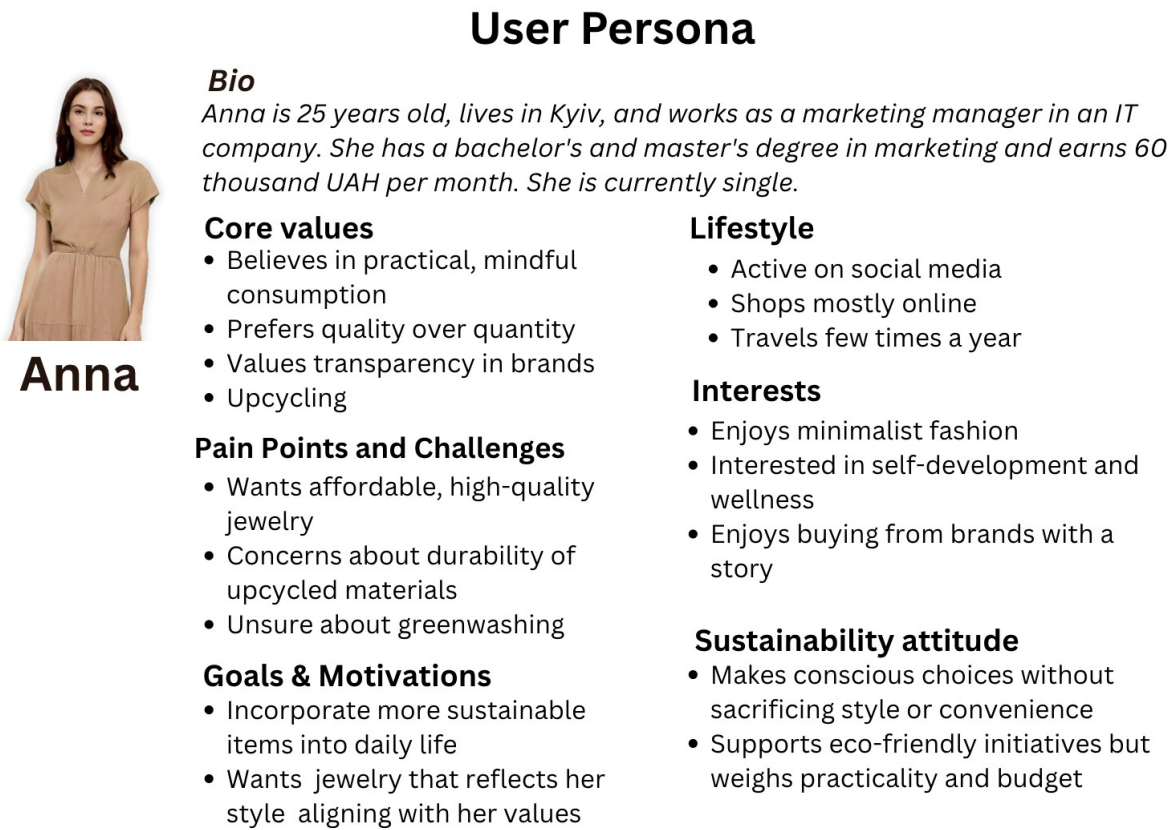 User Persona
Bio
Anna is 25 years old, lives in Kyiv, and works as a marketing manager in an IT
company. She has a bachelor's and master's degree in marketing and earns 60
thousand UAH per month. She is currently single.
Anna
Core values
• Believes in practical, mindful
consumption
• Prefers quality over quantity
• Values transparency in brands
• Upcycling
Pain Points and Challenges
• Wants affordable, high-quality
jewelry
• Concerns about durability of
upcycled materials
• Unsure about greenwashing
Goals & Motivations
• Incorporate more sustainable
items into daily life
• Wants  jewelry that reflects her
style  aligning with her values
Lifestyle
• Active on social media
• Shops mostly online
• Travels few times a year
Interests
• Enjoys minimalist fashion
• Interested in self-development and
wellness
• Enjoys buying from brands with a
story
Sustainability attitude
• Makes conscious choices without
sacrificing style or convenience
• Supports eco-friendly initiatives but
weighs practicality and budget